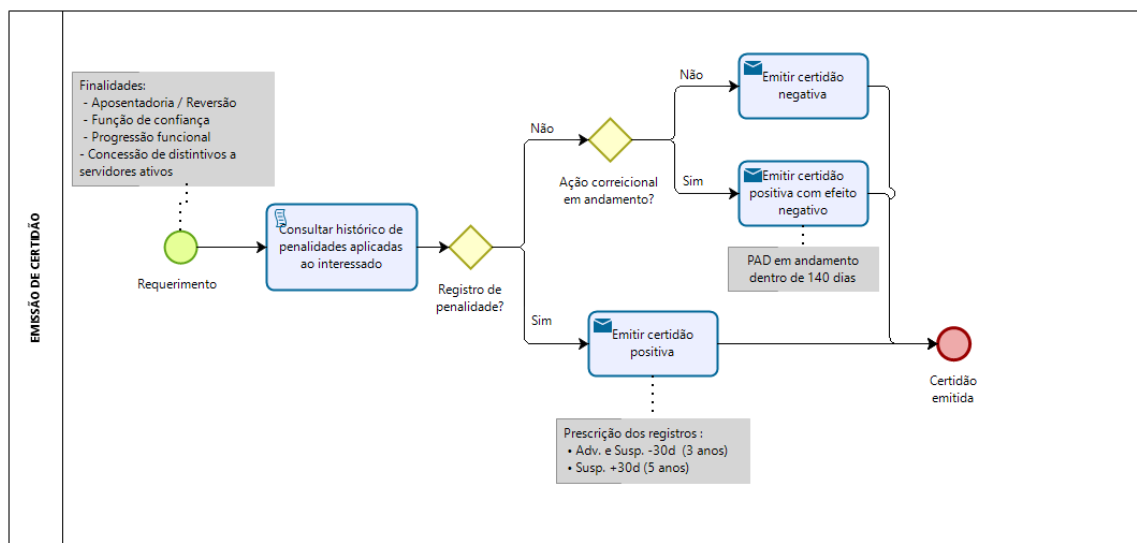 EMISSÃO DE CERTIDÃO
Finalidades:
- Aposentadoria / Reversão
- Função de confiança
- Progressão funcional
- Concessão de distintivos a
servidores ativos
Requerimento
Consultar histórico de
penalidades aplicadas
ao interessado
Registro de
penalidade?
Não
Sim
Ação correicional
em andamento?
Não
Sim
Emitir certidão
negativa
Emitir certidão
positiva com efeito
negativo
PAD em andamento
dentro de 140 dias
Emitir certidão
positiva
Prescrição dos registros :
• Adv. e Susp. -30d (3 anos)
• Susp. +30d (5 anos)
Certidão
emitida